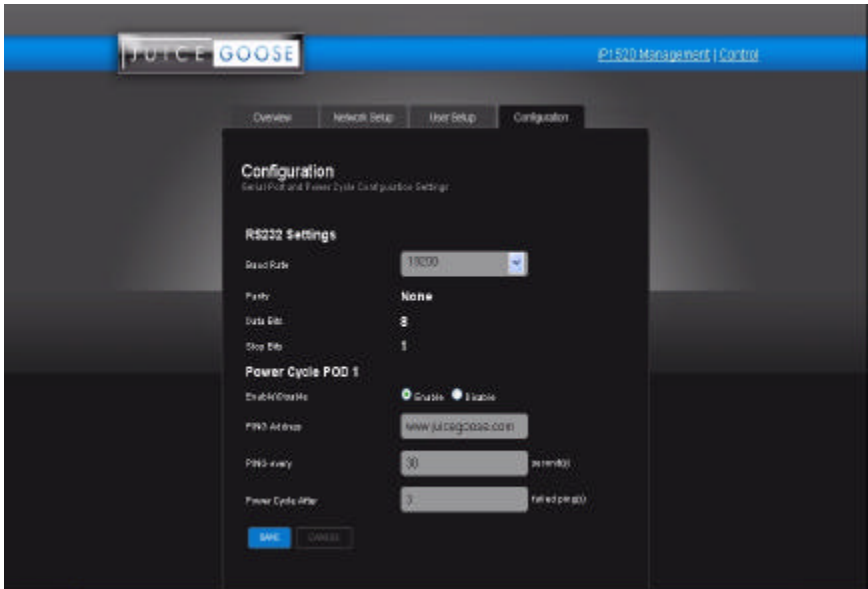 JUICE GOOSE
iP1520 Management | Control
Overview Network Setup User Setup Configuration
Configuration
Serial Port and Power Cycle Configuration Settings
RS232 Settings
Baud Rate 19200
Parity None
Data Bits 8
Stop Bits 1
Power Cycle POD 1
Enable/Disable Enable Disable
PING Address www.juicegoose.com
PING every 30 second(s)
Power Cycle After 3 failed ping(s)
SAVE CANCEL